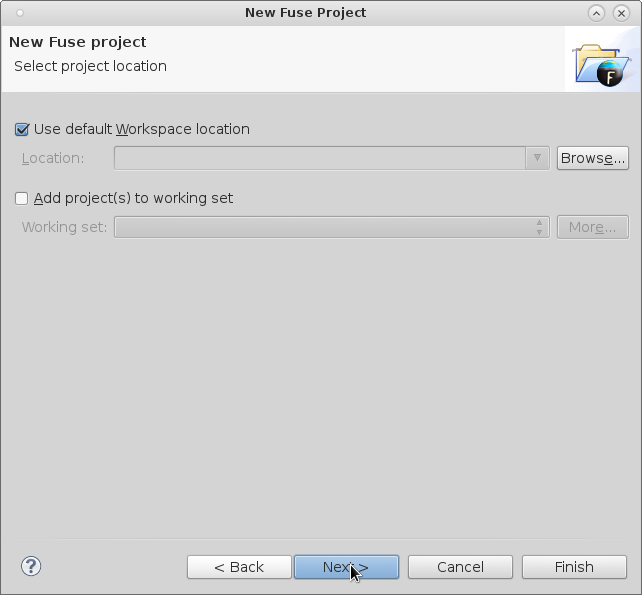 New Fuse Project
New Fuse project
Select project location
F
Use default Workspace location
Location:
Browse...
Add project(s) to working set
Working set:
More...
?
< Back
Next >
Cancel
Finish